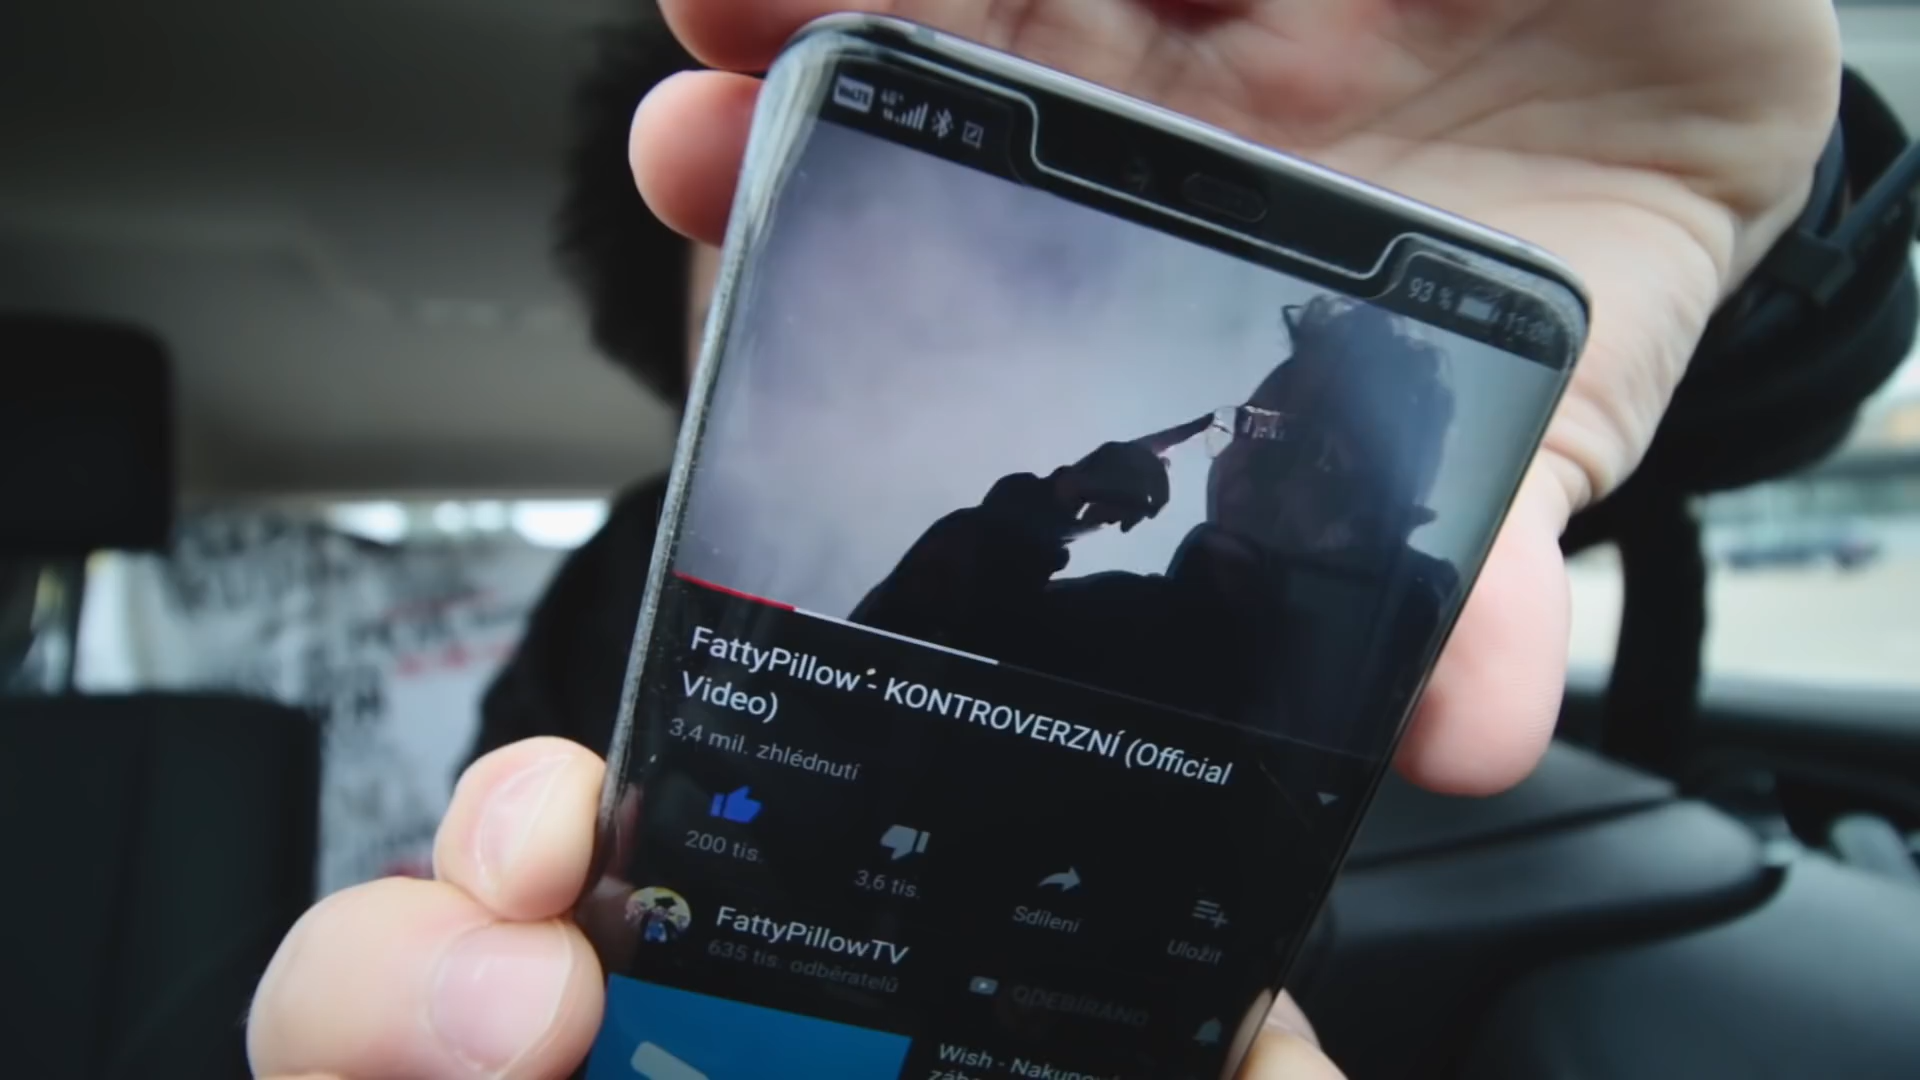 VoLTE
93 %
FattyPillow - KONTROVERZNÍ (Official
Video)
3,4 mil. zhlédnutí
200 tis.
3,6 tis.
Sdílení
Uložit
FattyPillowTV
635 tis. odběratelů
ODEBÍRÁNO
Wish -